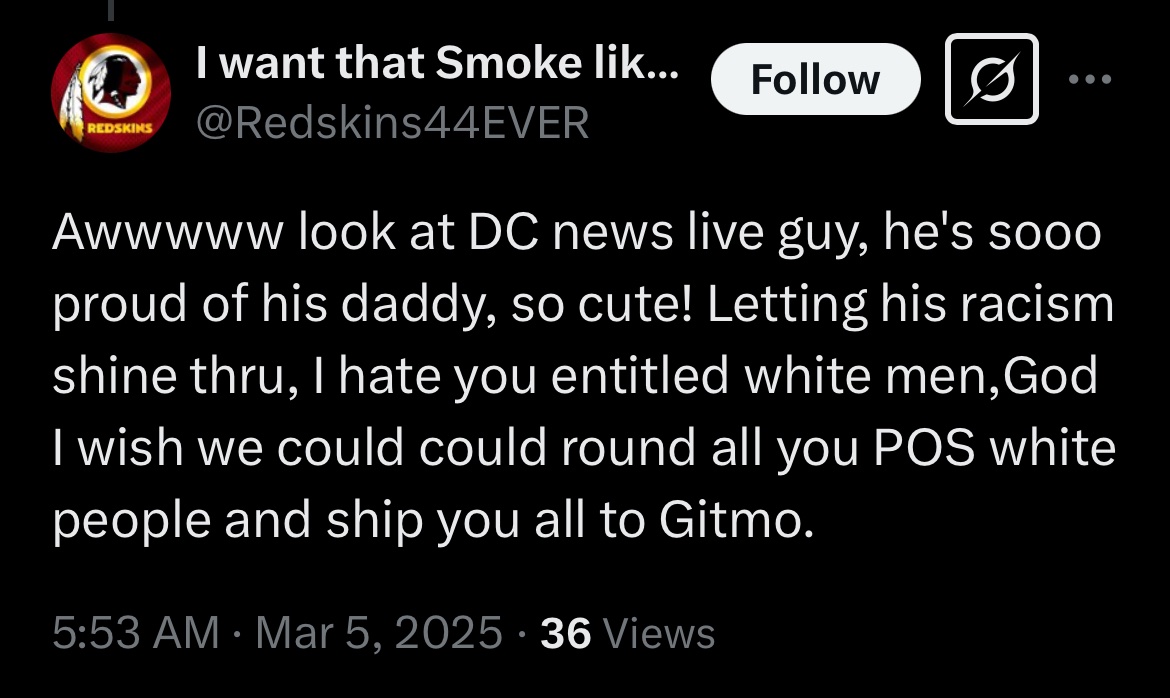 I want that Smoke lik...
Follow
@Redskins44EVER
REDSKINS
Awwwww look at DC news live guy, he's sooo
proud of his daddy, so cute! Letting his racism
shine thru, I hate you entitled white men,God
I wish we could could round all you POS white
people and ship you all to Gitmo.
5:53 AM · Mar 5, 2025 · 36 Views